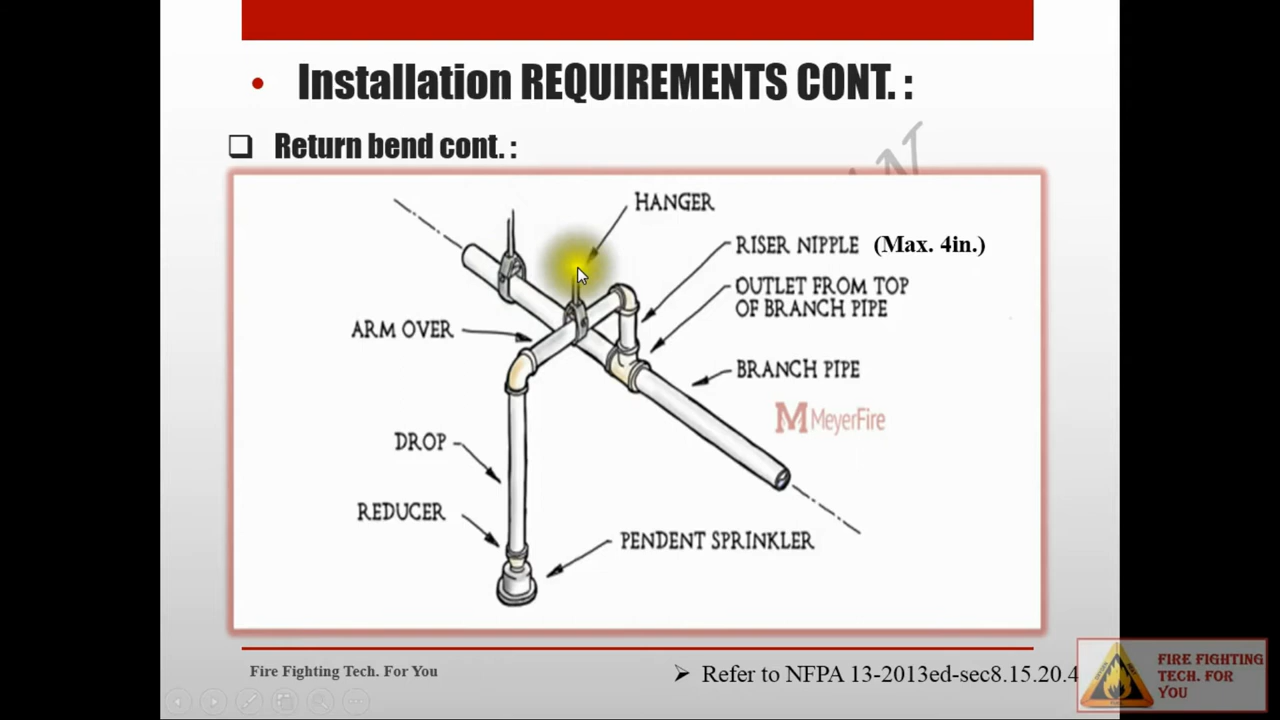 Installation REQUIREMENTS CONT. :
Return bend cont. :
HANGER
RISER NIPPLE (Max. 4in.)
OUTLET FROM TOP
OF BRANCH PIPE
ARM OVER
BRANCH PIPE
MeyerFire
DROP
REDUCER
PENDENT SPRINKLER
Fire Fighting Tech. For You
Refer to NFPA 13-2013ed-sec8.15.20.4
FIRE FIGHTING
TECH. FOR
YOU